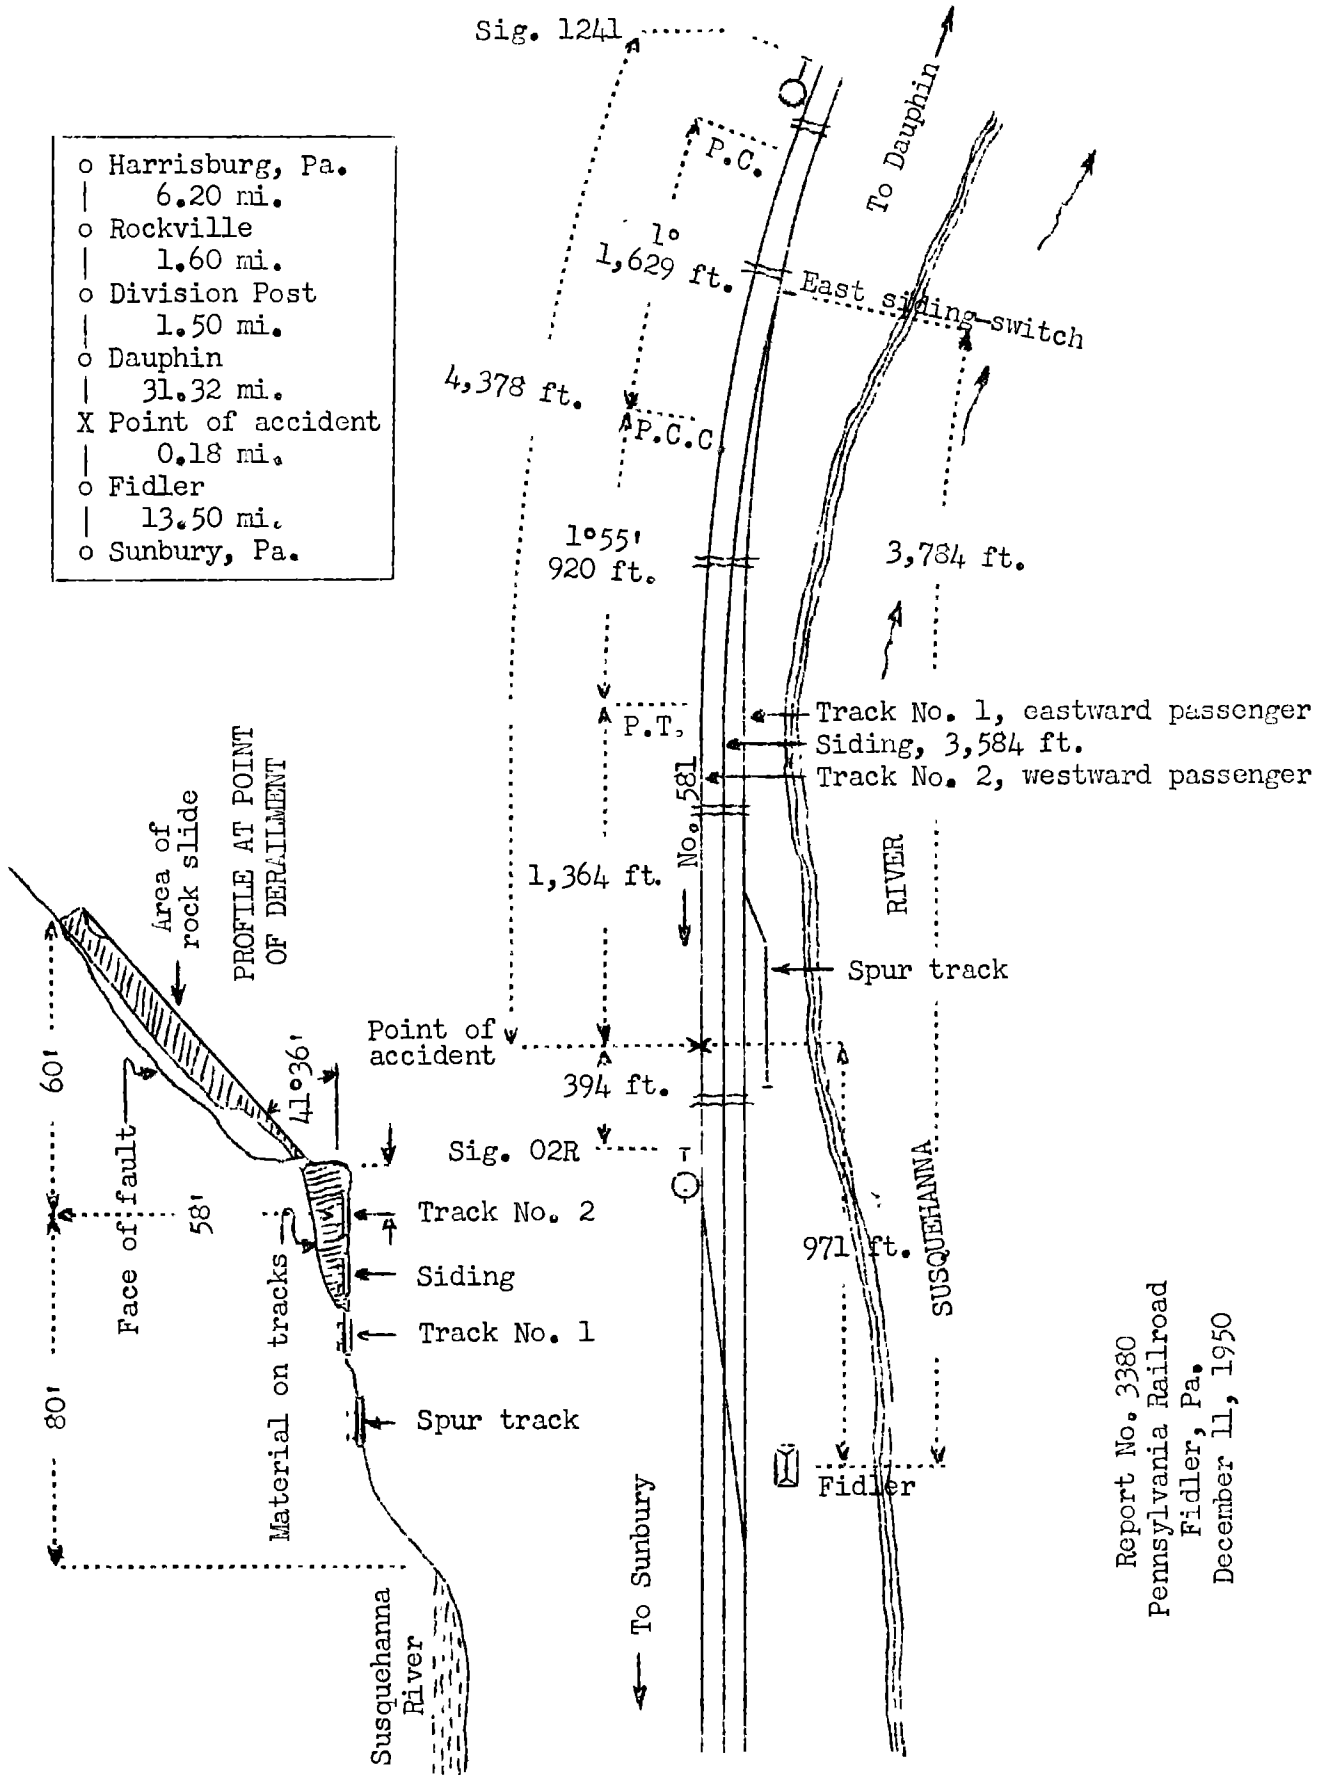 Sig. 1241
To Dauphin
o Harrisburg, Pa.
6.20 mi.
o Rockville
1.60 mi.
o Division Post
1.50 mi.
o Dauphin
31.32 mi.
X Point of accident
0.18 mi.
o Fidler
13.50 mi.
o Sunbury, Pa.
P.C.
1°
1,629 ft.
East siding switch
4,378 ft.
P.C.C.
1°55'
920 ft.
3,784 ft.
P.T.
Track No. 1, eastward passenger
Siding, 3,584 ft.
Track No. 2, westward passenger
No. 581
1,364 ft.
Spur track
RIVER
SUSQUEHANNA
Point of
accident
394 ft.
Sig. 02R
971 ft.
Fidler
To Sunbury
PROFILE AT POINT
OF DERAILMENT
Area of
rock slide
41°36'
60'
58'
80'
Face of fault
Material on tracks
Track No. 2
Siding
Track No. 1
Spur track
Susquehanna
River
Report No. 3380
Pennsylvania Railroad
Fidler, Pa.
December 11, 1950